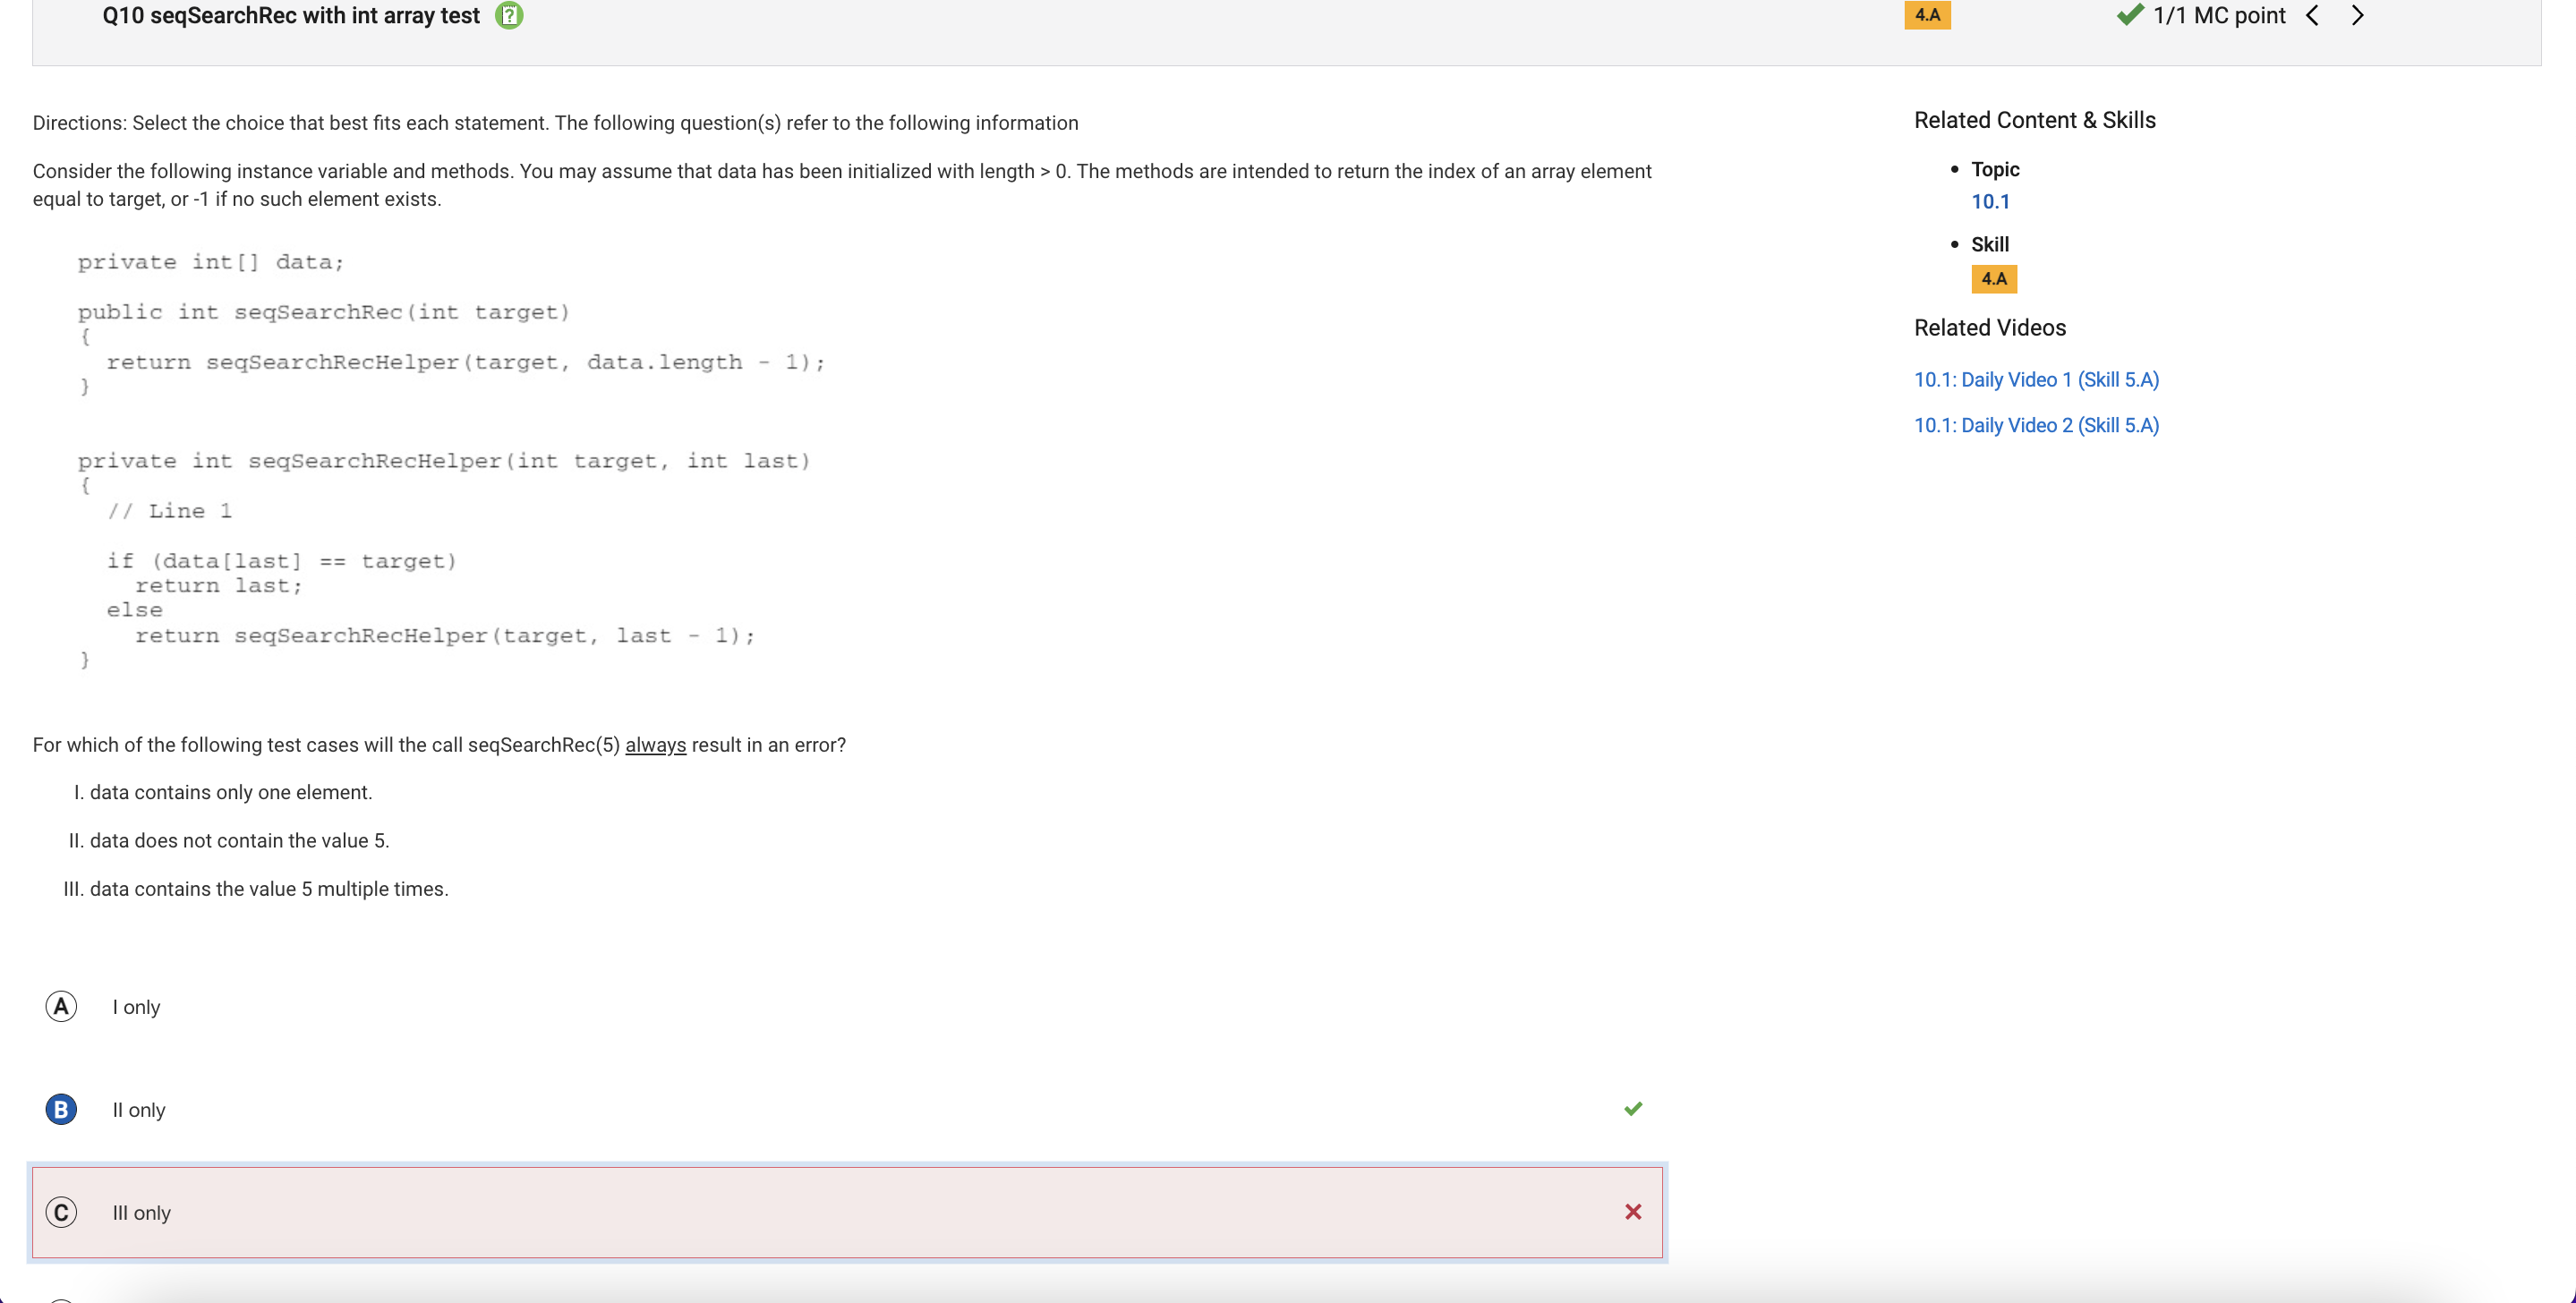 Q10 seqSearchRec with int array test
4.A
1/1 MC point
Directions: Select the choice that best fits each statement. The following question(s) refer to the following information
Consider the following instance variable and methods. You may assume that data has been initialized with length > 0. The methods are intended to return the index of an array element
equal to target, or -1 if no such element exists.
private int[] data;
public int seqSearchRec(int target)
{
return seqSearchRecHelper(target, data.length - 1);
}
private int seqSearchRecHelper(int target, int last)
{
// Line 1
if (data[last] == target)
return last;
else
return seqSearchRecHelper(target, last - 1);
}
For which of the following test cases will the call seqSearchRec(5) always result in an error?
I. data contains only one element.
II. data does not contain the value 5.
III. data contains the value 5 multiple times.
A I only
B II only
C III only
Related Content & Skills
• Topic
10.1
• Skill
4.A
Related Videos
10.1: Daily Video 1 (Skill 5.A)
10.1: Daily Video 2 (Skill 5.A)